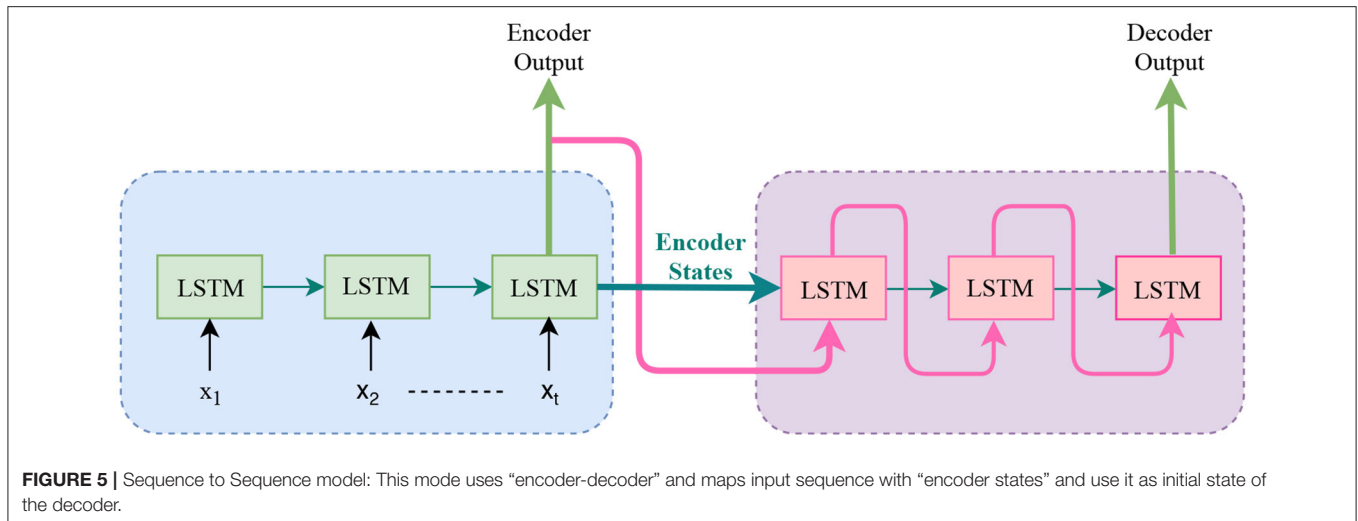 Encoder
Output
Decoder
Output
Encoder
States
LSTM
LSTM
LSTM
LSTM
LSTM
LSTM
x1
x2 -------- xt
FIGURE 5 | Sequence to Sequence model: This mode uses “encoder-decoder” and maps input sequence with “encoder states” and use it as initial state of
the decoder.